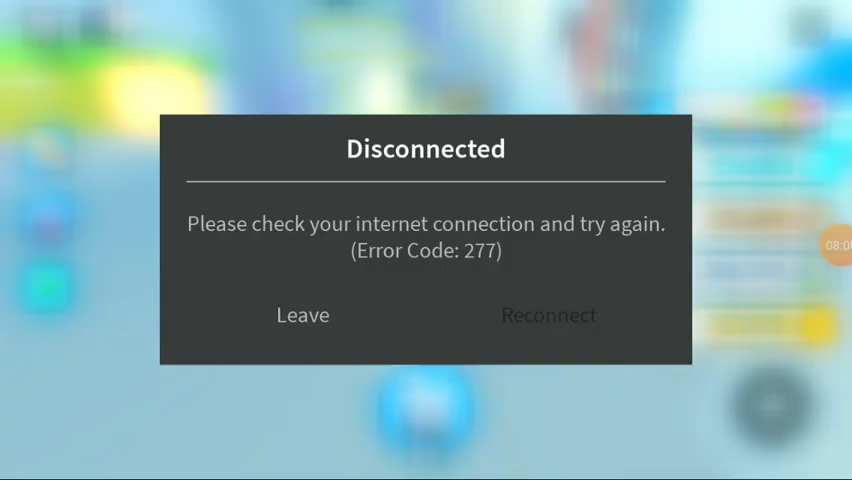 Disconnected
Please check your internet connection and try again.
(Error Code: 277)
Leave
Reconnect